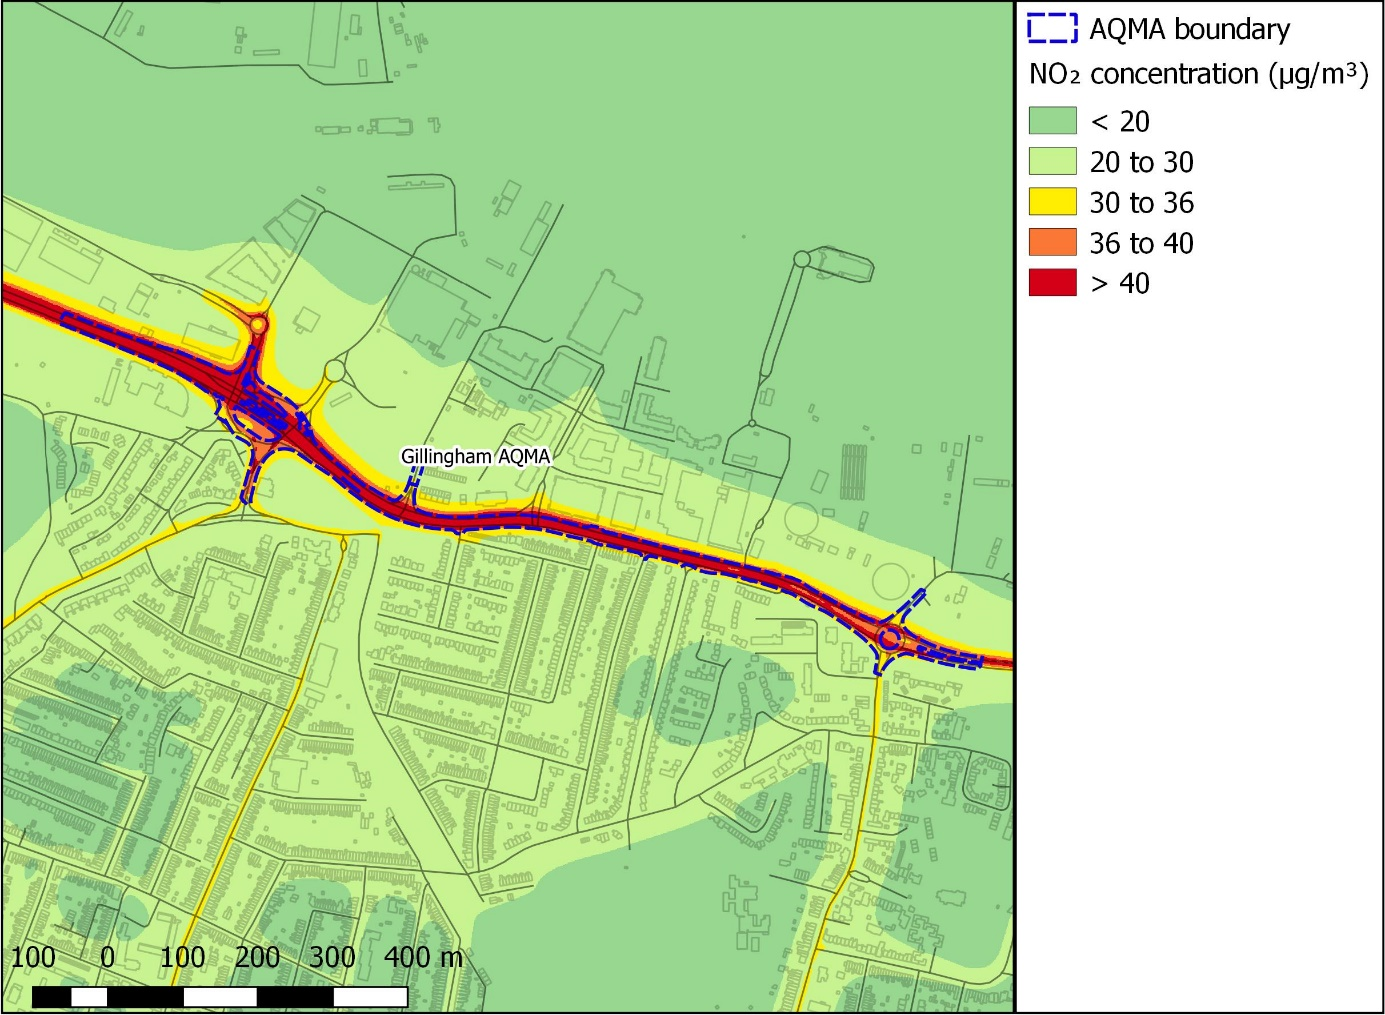 AQMA boundary
NO₂ concentration (µg/m³)
< 20
20 to 30
30 to 36
36 to 40
> 40
Gillingham AQMA
100 0 100 200 300 400 m